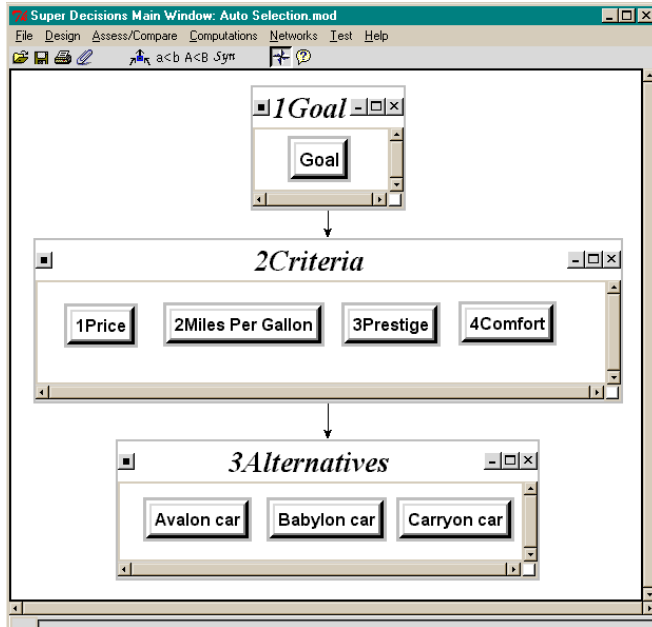 Super Decisions Main Window: Auto Selection.mod
File Design Assess/Compare Computations Networks Test Help
a<b A<B Syn
1Goal
Goal
2Criteria
1Price 2Miles Per Gallon 3Prestige 4Comfort
3Alternatives
Avalon car Babylon car Carryon car